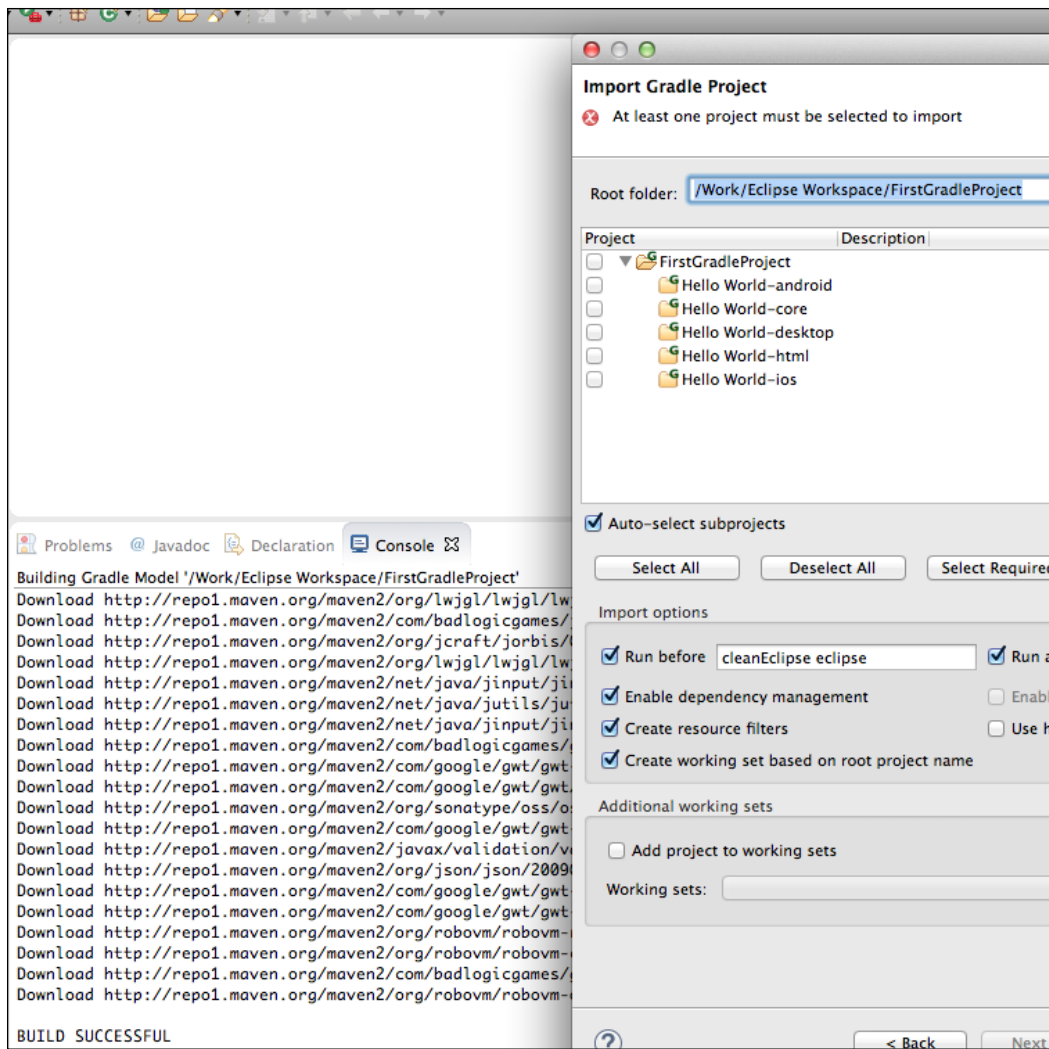 Import Gradle Project
At least one project must be selected to import
Root folder: /Work/Eclipse Workspace/FirstGradleProject
Project Description
FirstGradleProject
Hello World-android
Hello World-core
Hello World-desktop
Hello World-html
Hello World-ios
Auto-select subprojects
Select All Deselect All Select Required
Import options
Run before cleanEclipse eclipse Run a
Enable dependency management Enabl
Create resource filters Use h
Create working set based on root project name
Additional working sets
Add project to working sets
Working sets:
< Back Next
Problems @ Javadoc Declaration Console
Building Gradle Model '/Work/Eclipse Workspace/FirstGradleProject'
Download http://repo1.maven.org/maven2/org/lwjgl/lwjgl/lw
Download http://repo1.maven.org/maven2/com/badlogicgames/
Download http://repo1.maven.org/maven2/org/jcraft/jorbis/
Download http://repo1.maven.org/maven2/org/lwjgl/lwjgl/lw
Download http://repo1.maven.org/maven2/net/java/jinput/ji
Download http://repo1.maven.org/maven2/net/java/jutils/ju
Download http://repo1.maven.org/maven2/net/java/jinput/ji
Download http://repo1.maven.org/maven2/com/badlogicgames/
Download http://repo1.maven.org/maven2/com/google/gwt/gwt
Download http://repo1.maven.org/maven2/com/google/gwt/gwt
Download http://repo1.maven.org/maven2/org/sonatype/oss/os
Download http://repo1.maven.org/maven2/com/google/gwt/gwt
Download http://repo1.maven.org/maven2/javax/validation/v
Download http://repo1.maven.org/maven2/org/json/json/2009
Download http://repo1.maven.org/maven2/com/google/gwt/gwt
Download http://repo1.maven.org/maven2/com/google/gwt/gwt
Download http://repo1.maven.org/maven2/org/robovm/robovm-
Download http://repo1.maven.org/maven2/org/robovm/robovm-
Download http://repo1.maven.org/maven2/com/badlogicgames/
Download http://repo1.maven.org/maven2/org/robovm/robovm-
BUILD SUCCESSFUL